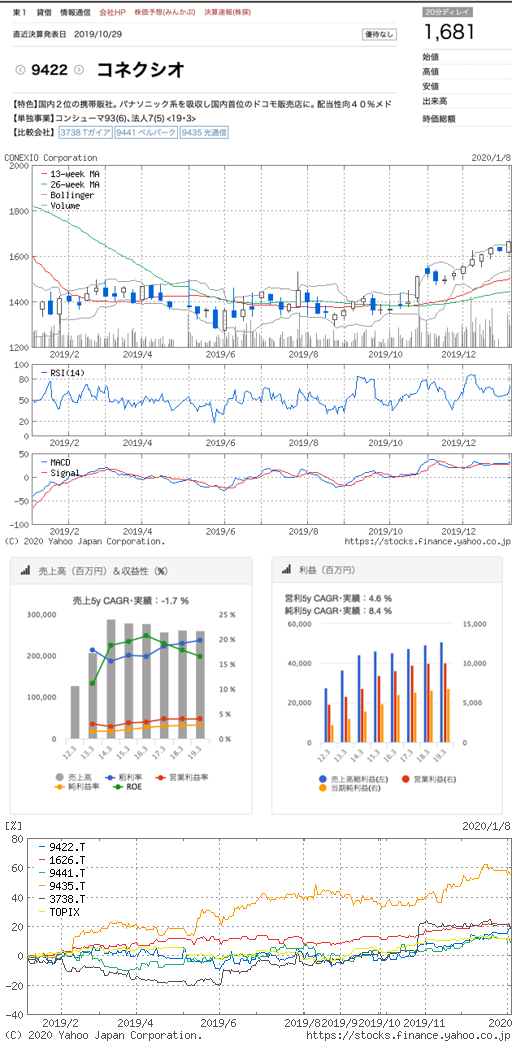 東1 貸借 情報通信 会社HP 株価予想(みんかぶ) 決算速報(株探)
20分ディレイ
直近決算発表日 2019/10/29
優待なし
1,681
9422 コネクシオ
始値
高値
安値
出来高
時価総額
【特色】国内2位の携帯販社。パナソニック系を吸収し国内首位のドコモ販売店に。配当性向40%メド
【単独事業】コンシューマ93(6)、法人7(5) <19・3>
【比較会社】 3738 Tガイア 9441 ベルパーク 9435 光通信
CONEXIO Corporation 2020/1/8
2000
1800
1600
1400
1200
13-week MA
26-week MA
Bollinger
Volume
2019/2 2019/4 2019/6 2019/8 2019/10 2019/12
100
80
50
20
0
RSI(14)
2019/2 2019/4 2019/6 2019/8 2019/10 2019/12
50
0
-50
-100
MACD
Signal
2019/2 2019/4 2019/6 2019/8 2019/10 2019/12
(C) 2020 Yahoo Japan Corporation. https://stocks.finance.yahoo.co.jp
売上高（百万円）＆収益性（%）
売上5y CAGR・実績：-1.7 %
300,000
200,000
100,000
0
25 %
20 %
15 %
10 %
5 %
0 %
12.3 13.3 14.3 15.3 16.3 17.3 18.3 19.3
売上高 粗利率 営業利益率
純利益率 ROE
利益（百万円）
営利5y CAGR・実績：4.6 %
純利5y CAGR・実績：8.4 %
60,000
40,000
20,000
0
15,000
10,000
5,000
0
12.3 13.3 14.3 15.3 16.3 17.3 18.3 19.3
売上高総利益(左) 営業利益(右)
当期純利益(右)
[%] 2020/1/8
80
60
40
20
0
-20
-40
9422.T
1626.T
9441.T
9435.T
3738.T
TOPIX
2019/2 2019/4 2019/6 2019/8 2019/9 2019/10 2019/11 2020
(C) 2020 Yahoo Japan Corporation. https://stocks.finance.yahoo.co.jp